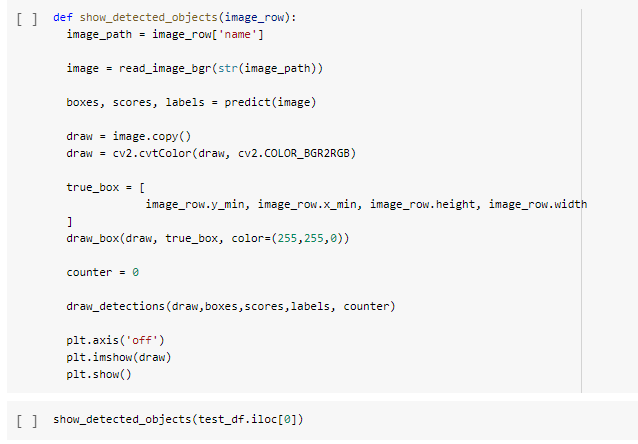 [ ] def show_detected_objects(image_row):
image_path = image_row['name']
image = read_image_bgr(str(image_path))
boxes, scores, labels = predict(image)
draw = image.copy()
draw = cv2.cvtColor(draw, cv2.COLOR_BGR2RGB)
true_box = [
image_row.y_min, image_row.x_min, image_row.height, image_row.width
]
draw_box(draw, true_box, color=(255,255,0))
counter = 0
draw_detections(draw,boxes,scores,labels, counter)
plt.axis('off')
plt.imshow(draw)
plt.show()
[ ] show_detected_objects(test_df.iloc[0])